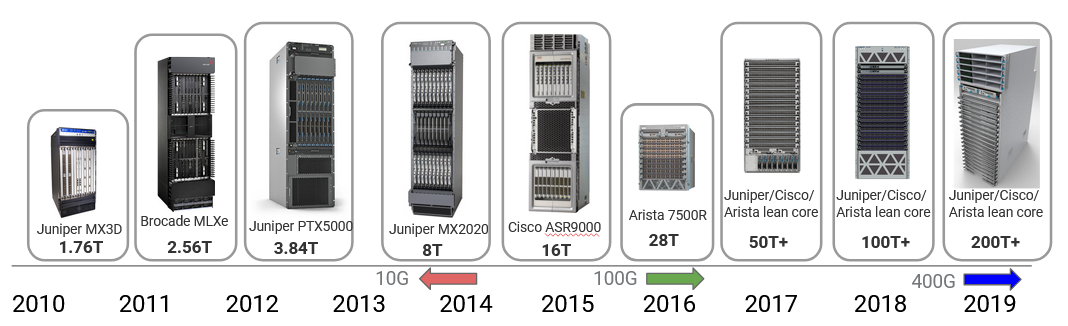 Juniper MX3D
1.76T
Brocade MLXe
2.56T
Juniper PTX5000
3.84T
Juniper MX2020
8T
Cisco ASR9000
16T
Arista 7500R
28T
Juniper/Cisco/
Arista lean core
50T+
Juniper/Cisco/
Arista lean core
100T+
Juniper/Cisco/
Arista lean core
200T+
10G
100G
400G
2010
2011
2012
2013
2014
2015
2016
2017
2018
2019